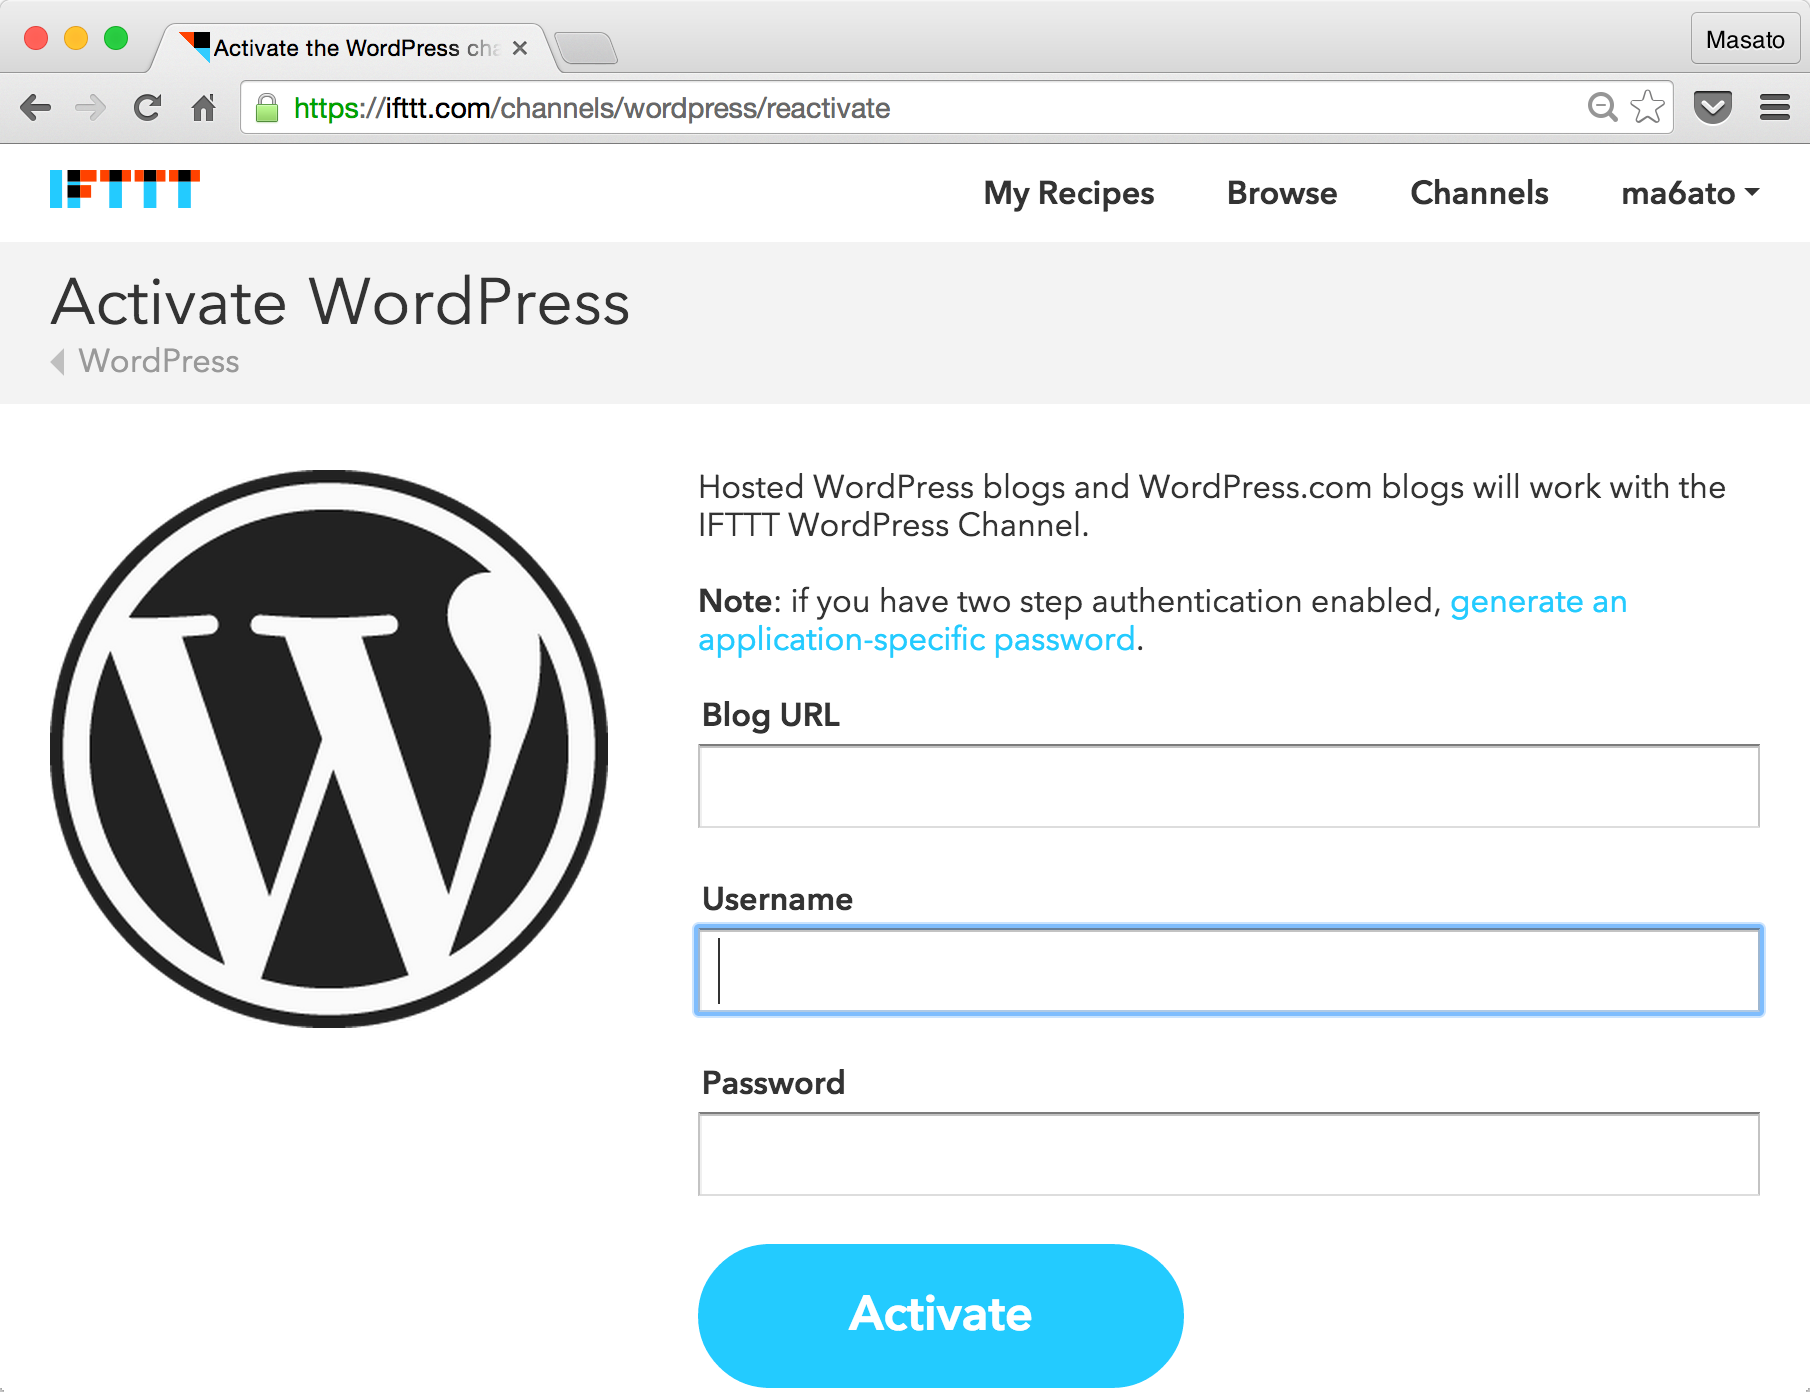 Activate the WordPress cha
Masato
https://ifttt.com/channels/wordpress/reactivate
IFTTT
My Recipes
Browse
Channels
ma6ato
Activate WordPress
WordPress
Hosted WordPress blogs and WordPress.com blogs will work with the
IFTTT WordPress Channel.
Note: if you have two step authentication enabled, generate an
application-specific password.
Blog URL
Username
Password
Activate